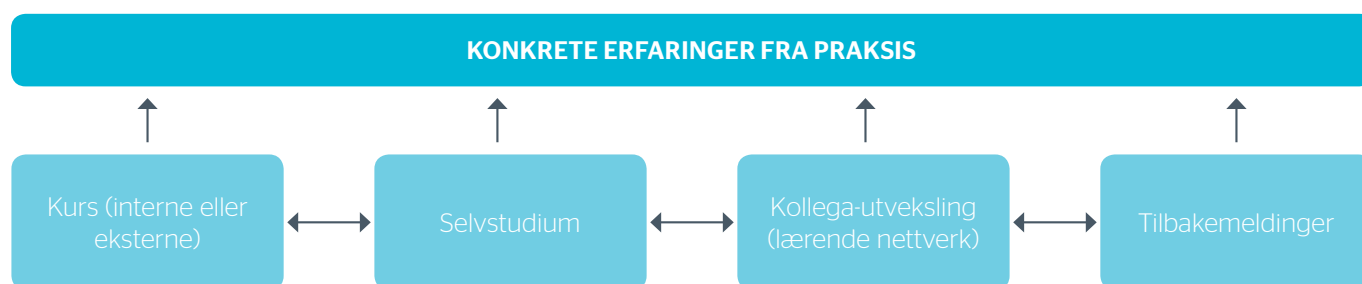 KONKRETE ERFARINGER FRA PRAKSIS
Kurs (interne eller
eksterne)
Selvstudium
Kollega-utveksling
(lærende nettverk)
Tilbakemeldinger